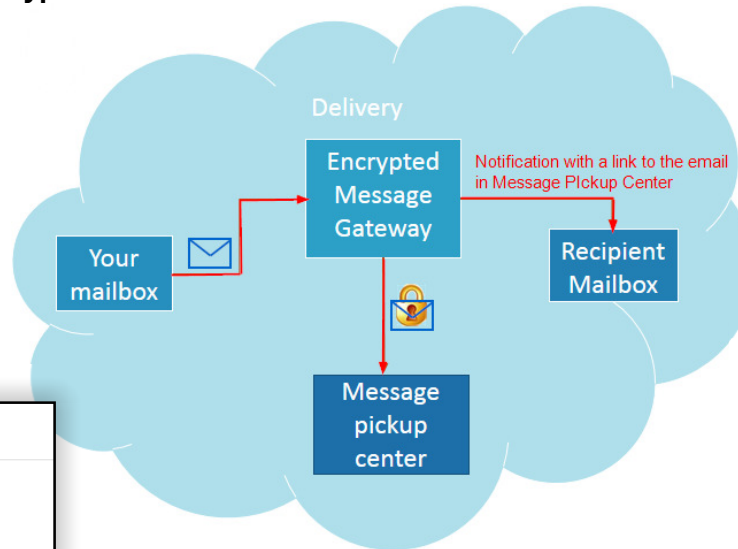 Delivery
Encrypted
Message
Gateway
Notification with a link to the email
in Message PIckup Center
Your
mailbox
Recipient
Mailbox
Message
pickup
center